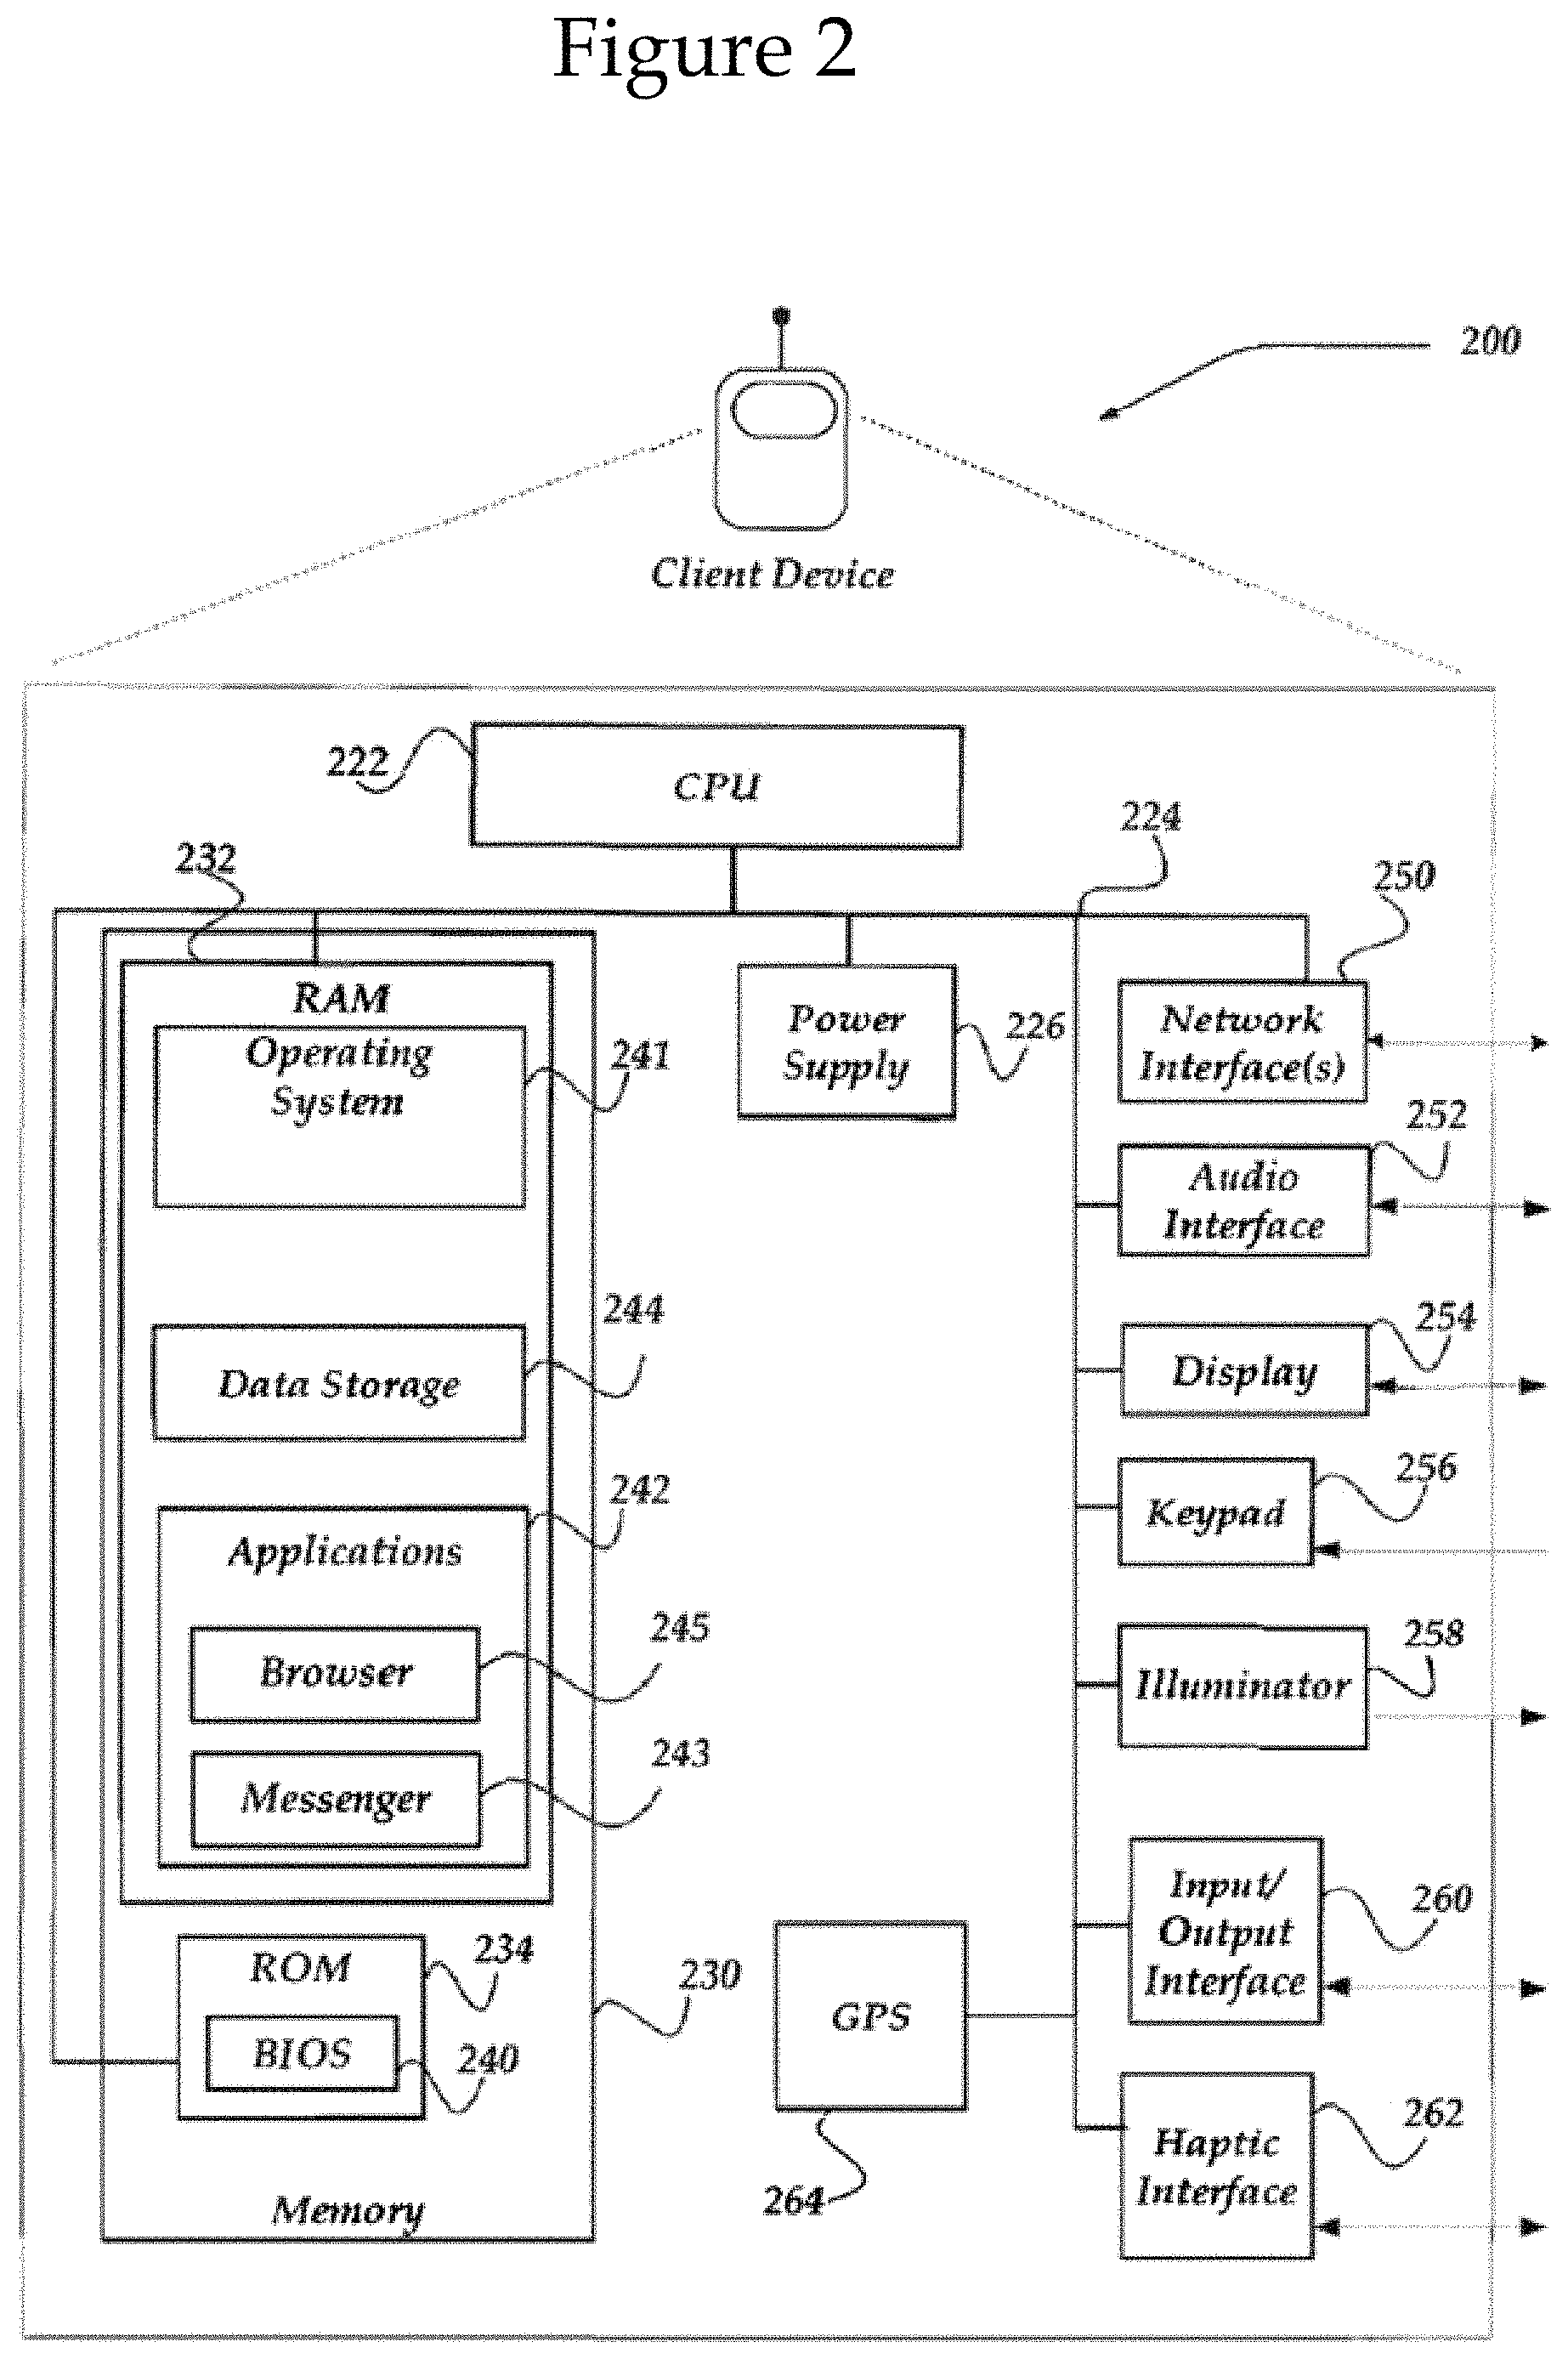 Figure 2
200
Client Device
222
CPU
224
232
250
RAM
Operating
System
241
Power
Supply
226
Network
Interface(s)
252
Audio
Interface
244
Data Storage
254
Display
242
Applications
256
Keypad
245
Browser
258
Illuminator
243
Messenger
Input/
Output
Interface
260
ROM
234
BIOS
240
230
GPS
264
Haptic
Interface
262
Memory